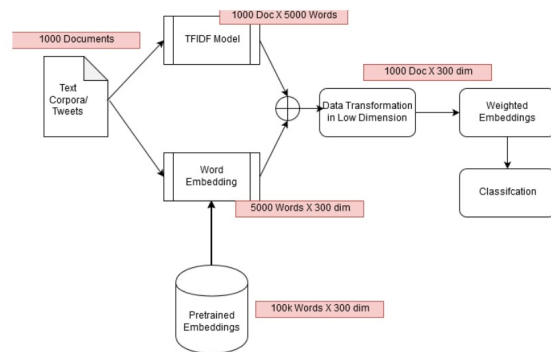 1000 Doc X 5000 Words
1000 Documents
TFIDF Model
Text
Corpora/
Tweets
1000 Doc X 300 dim
Data Transformation
in Low Dimension
Weighted
Embeddings
Word
Embedding
Classifcation
5000 Words X 300 dim
Pretrained
Embeddings
100k Words X 300 dim